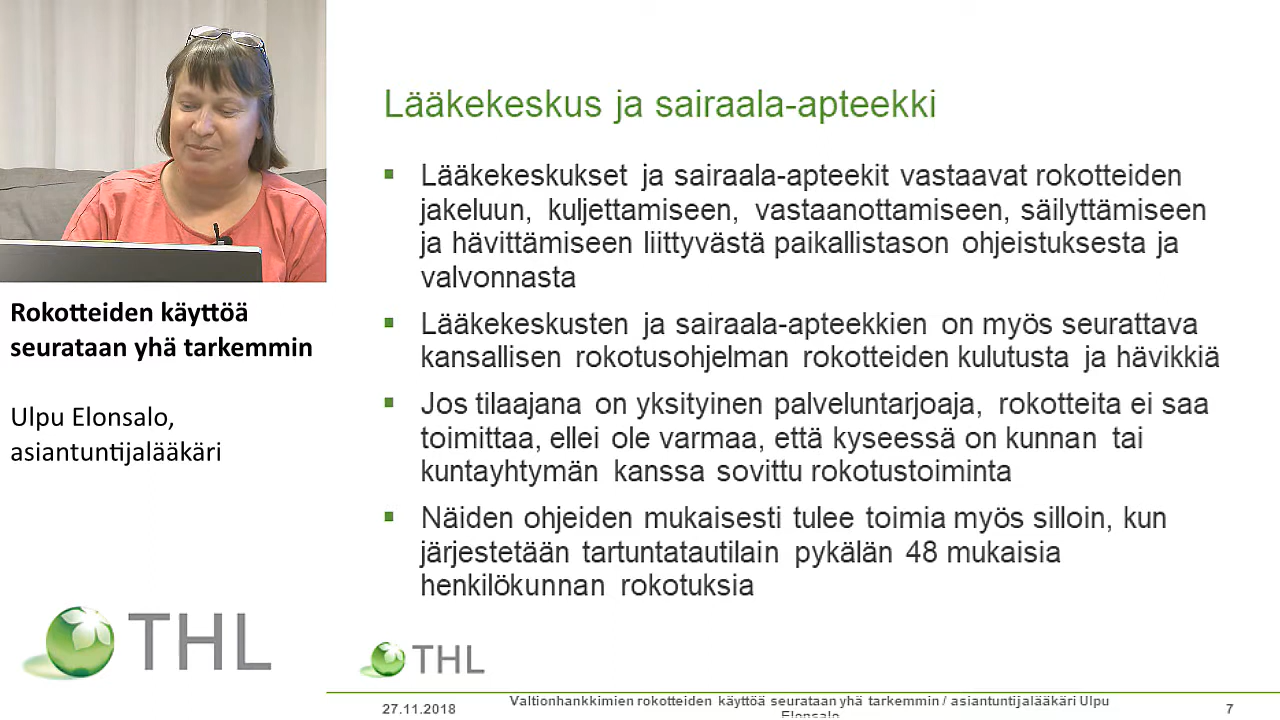 Lääkekeskus ja sairaala-apteekki
Lääkekeskukset ja sairaala-apteekit vastaavat rokotteiden
jakeluun, kuljettamiseen, vastaanottamiseen, säilyttämiseen
ja hävittämiseen liittyvästä paikallistason ohjeistuksesta ja
valvonnasta
Lääkekeskusten ja sairaala-apteekkien on myös seurattava
kansallisen rokotusohjelman rokotteiden kulutusta ja hävikkiä
Jos tilaajana on yksityinen palveluntarjoaja, rokotteita ei saa
toimittaa, ellei ole varmaa, että kyseessä on kunnan tai
kuntayhtymän kanssa sovittu rokotustoiminta
Näiden ohjeiden mukaisesti tulee toimia myös silloin, kun
järjestetään tartuntatautilain pykälän 48 mukaisia
henkilökunnan rokotuksia
Rokotteiden käyttöä
seurataan yhä tarkemmin
Ulpu Elonsalo,
asiantuntijalääkäri
THL
THL
27.11.2018
Valtionhankkimien rokotteiden käyttöä seurataan yhä tarkemmin / asiantuntijalääkäri Ulpu
Elonsalo
7